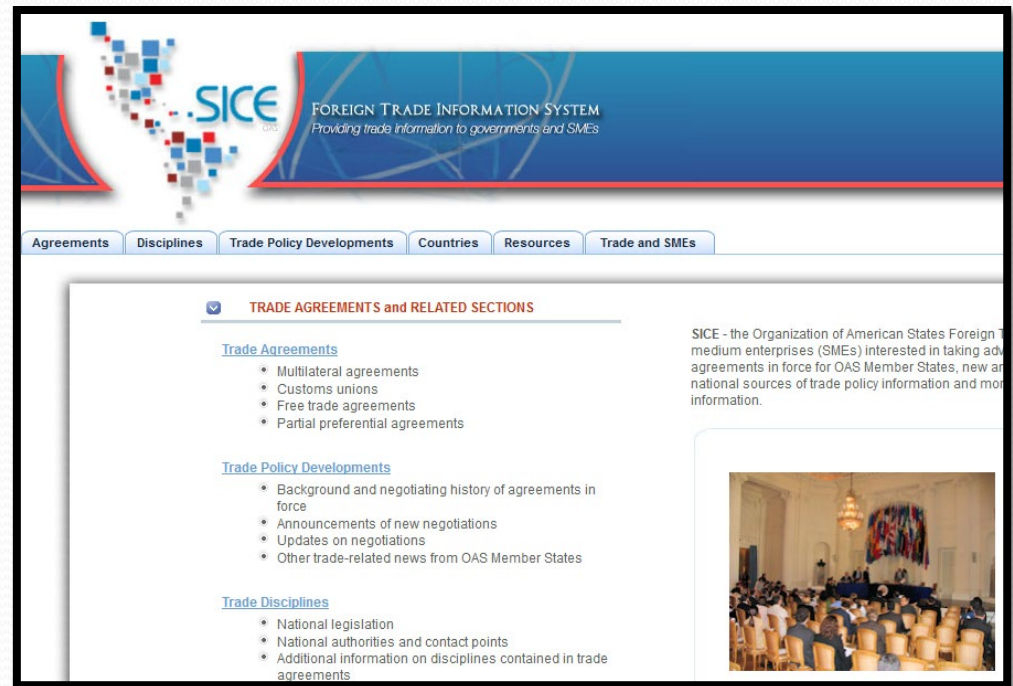 SICE
OAS
FOREIGN TRADE INFORMATION SYSTEM
Providing trade information to governments and SMEs
Agreements Disciplines Trade Policy Developments Countries Resources Trade and SMEs
TRADE AGREEMENTS and RELATED SECTIONS
Trade Agreements
Multilateral agreements
Customs unions
Free trade agreements
Partial preferential agreements
Trade Policy Developments
Background and negotiating history of agreements in
force
Announcements of new negotiations
Updates on negotiations
Other trade-related news from OAS Member States
Trade Disciplines
National legislation
National authorities and contact points
Additional information on disciplines contained in trade
agreements
SICE - the Organization of American States Foreign T
medium enterprises (SMEs) interested in taking adv
agreements in force for OAS Member States, new an
national sources of trade policy information and mor
information.